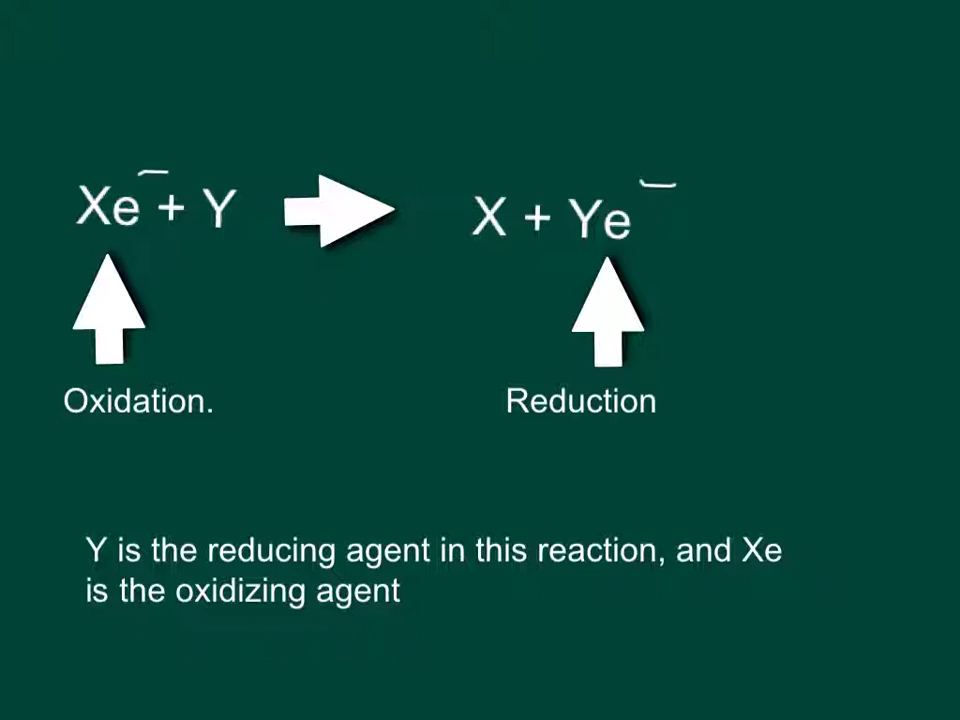 Xe⁻ + Y X + Ye⁻
Oxidation. Reduction
Y is the reducing agent in this reaction, and Xe
is the oxidizing agent